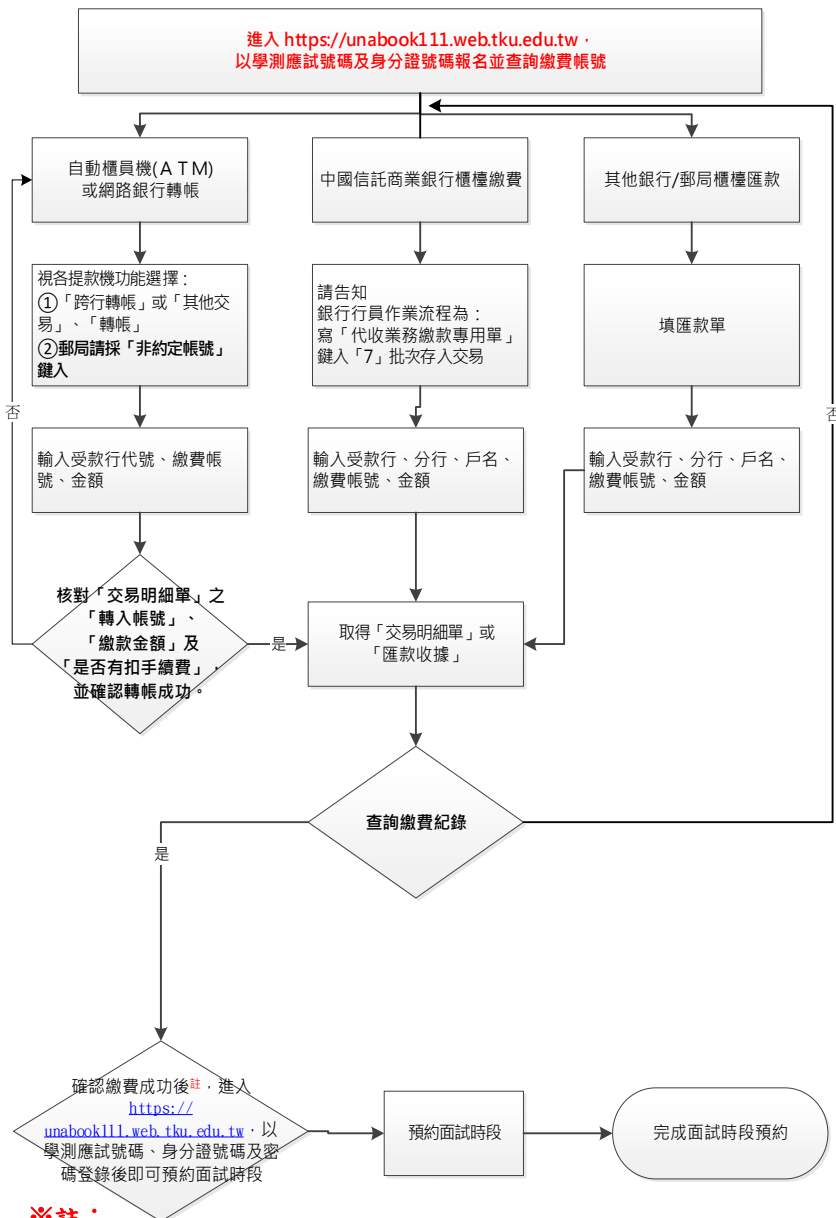 進入 https://unabook111.web.tku.edu.tw，
以學測應試號碼及身分證號碼報名並查詢繳費帳號
自動櫃員機(ＡＴＭ)
或網路銀行轉帳
中國信託商業銀行櫃檯繳費
其他銀行/郵局櫃檯匯款
視各提款機功能選擇：
①「跨行轉帳」或「其他交
易」、「轉帳」
②郵局請採「非約定帳號」
鍵入
請告知
銀行行員作業流程為：
寫「代收業務繳款專用單」
鍵入「7」批次存入交易
填匯款單
否
否
輸入受款行代號、繳費帳
號、金額
輸入受款行、分行、戶名、
繳費帳號、金額
輸入受款行、分行、戶名、
繳費帳號、金額
核對「交易明細單」之
「轉入帳號」、
「繳款金額」及
「是否有扣手續費」，
並確認轉帳成功。
是
取得「交易明細單」或
「匯款收據」
查詢繳費紀錄
是
確認繳費成功後註，進入
https://
unabook111.web.tku.edu.tw，以
學測應試號碼、身分證號碼及密
碼登錄後即可預約面試時段
預約面試時段
完成面試時段預約
※註：